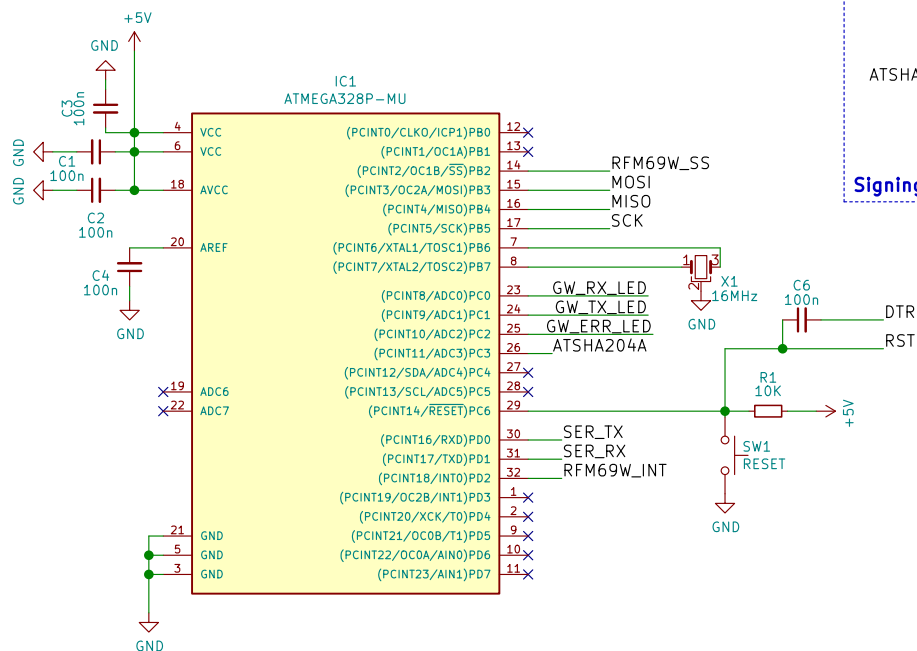 +5V
GND
C3
100n
GND
C1
100n
GND
C2
100n
C4
100n
GND
IC1
ATMEGA328P-MU
4 VCC
6 VCC
18 AVCC
20 AREF
19 ADC6
22 ADC7
21 GND
5 GND
3 GND
GND
(PCINT0/CLKO/ICP1)PB0 12
(PCINT1/OC1A)PB1 13
(PCINT2/OC1B/SS)PB2 14 RFM69W_SS
(PCINT3/OC2A/MOSI)PB3 15 MOSI
(PCINT4/MISO)PB4 16 MISO
(PCINT5/SCK)PB5 17 SCK
(PCINT6/XTAL1/TOSC1)PB6 7
(PCINT7/XTAL2/TOSC2)PB7 8
(PCINT8/ADC0)PC0 23 GW_RX_LED
(PCINT9/ADC1)PC1 24 GW_TX_LED
(PCINT10/ADC2)PC2 25 GW_ERR_LED
(PCINT11/ADC3)PC3 26 ATSHA204A
(PCINT12/SDA/ADC4)PC4 27
(PCINT13/SCL/ADC5)PC5 28
(PCINT14/RESET)PC6 29
(PCINT16/RXD)PD0 30 SER_TX
(PCINT17/TXD)PD1 31 SER_RX
(PCINT18/INT0)PD2 32 RFM69W_INT
(PCINT19/OC2B/INT1)PD3 1
(PCINT20/XCK/T0)PD4 2
(PCINT21/OC0B/T1)PD5 9
(PCINT22/OC0A/AIN0)PD6 10
(PCINT23/AIN1)PD7 11
1 3
2
X1
16MHz
GND
C6
100n
DTR
RST
R1
10K
+5V
SW1
RESET
GND
ATSHA
Signing